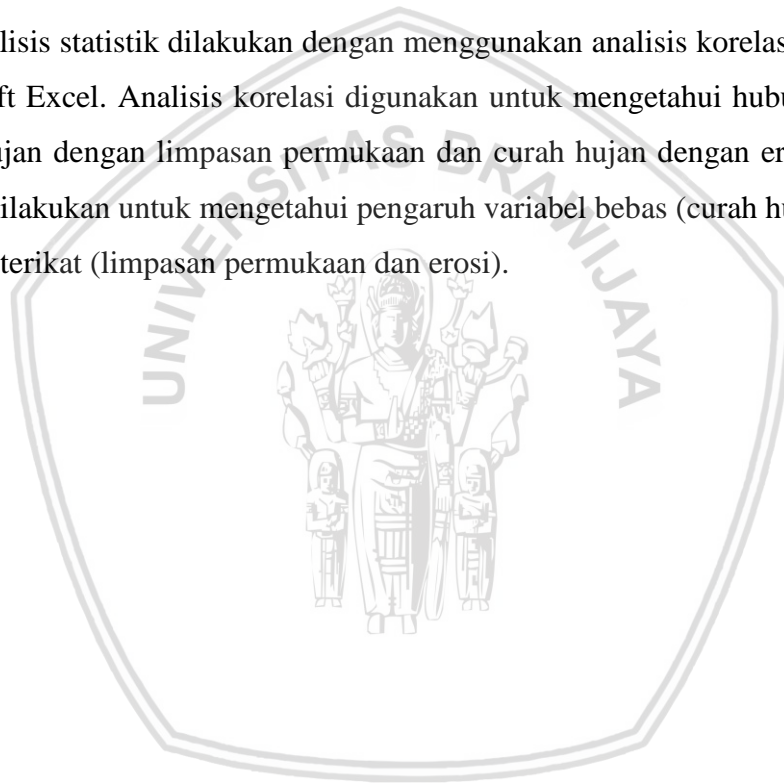 lisis statistik dilakukan dengan menggunakan analisis korelas
ft Excel. Analisis korelasi digunakan untuk mengetahui hubu
ujan dengan limpasan permukaan dan curah hujan dengan er
ilakukan untuk mengetahui pengaruh variabel bebas (curah hu
terikat (limpasan permukaan dan erosi).
UNIVERSITAS BRAWIJAYA